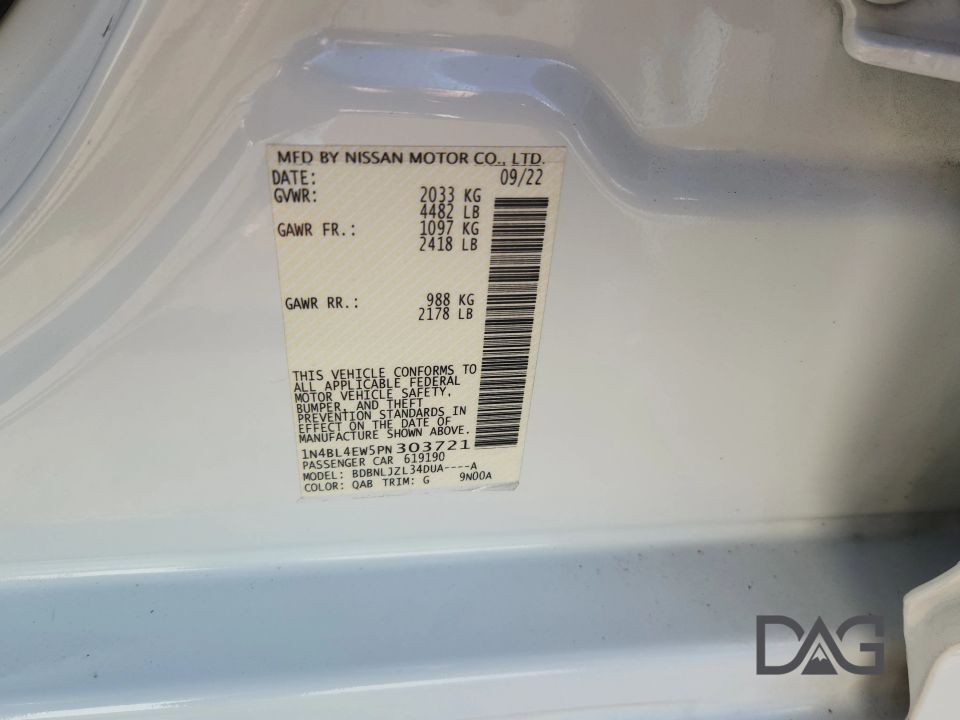 MFD BY NISSAN MOTOR CO., LTD.
DATE: 09/22
GVWR: 2033 KG
4482 LB
GAWR FR.: 1097 KG
2418 LB
GAWR RR.: 988 KG
2178 LB
THIS VEHICLE CONFORMS TO
ALL APPLICABLE FEDERAL
MOTOR VEHICLE SAFETY,
BUMPER, AND THEFT
PREVENTION STANDARDS IN
EFFECT ON THE DATE OF
MANUFACTURE SHOWN ABOVE.
1N4BL4EW5PN303721
PASSENGER CAR 619190
MODEL: BDBNLJZL34DUA----A
COLOR: QAB TRIM: G 9N00A
DAG